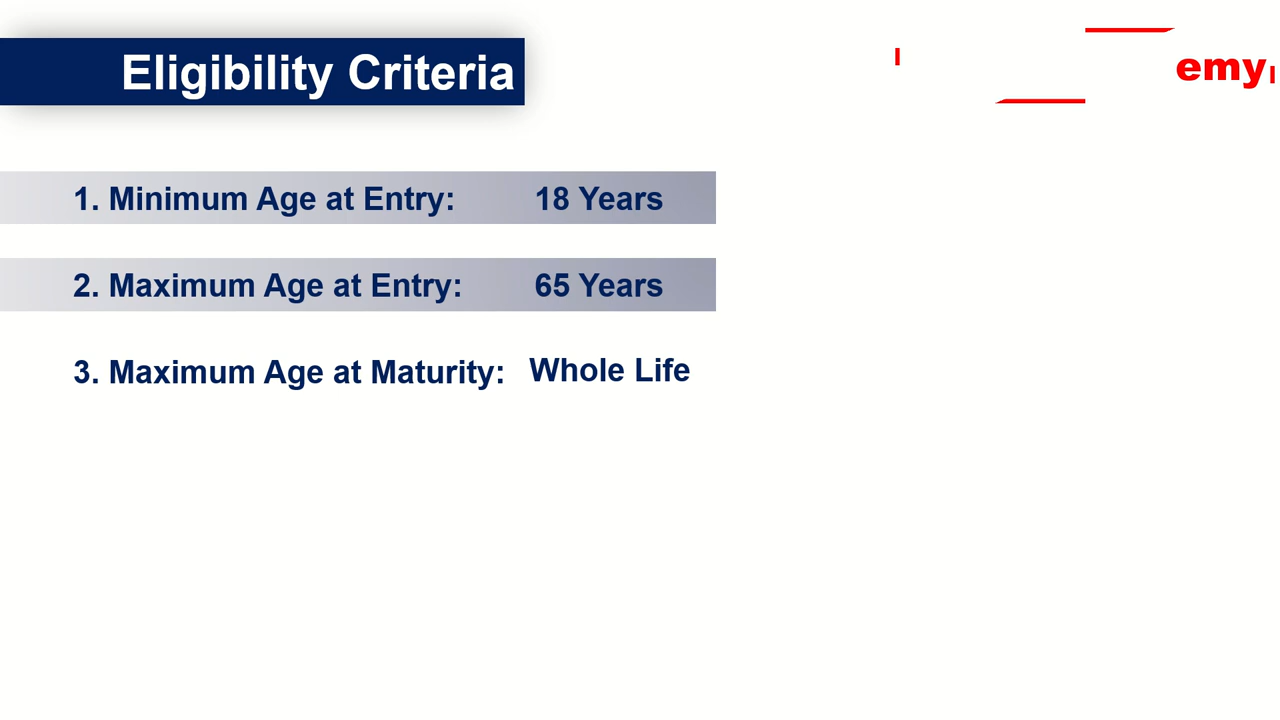 Eligibility Criteria
emy
1. Minimum Age at Entry: 18 Years
2. Maximum Age at Entry: 65 Years
3. Maximum Age at Maturity: Whole Life